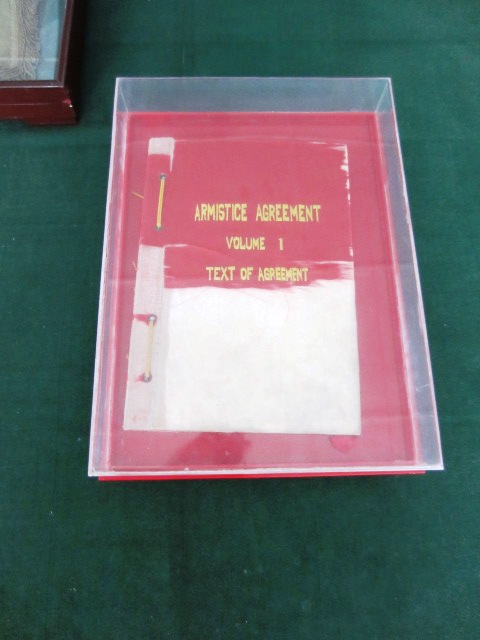 ARMISTICE AGREEMENT
VOLUME 1
TEXT OF AGREEMENT